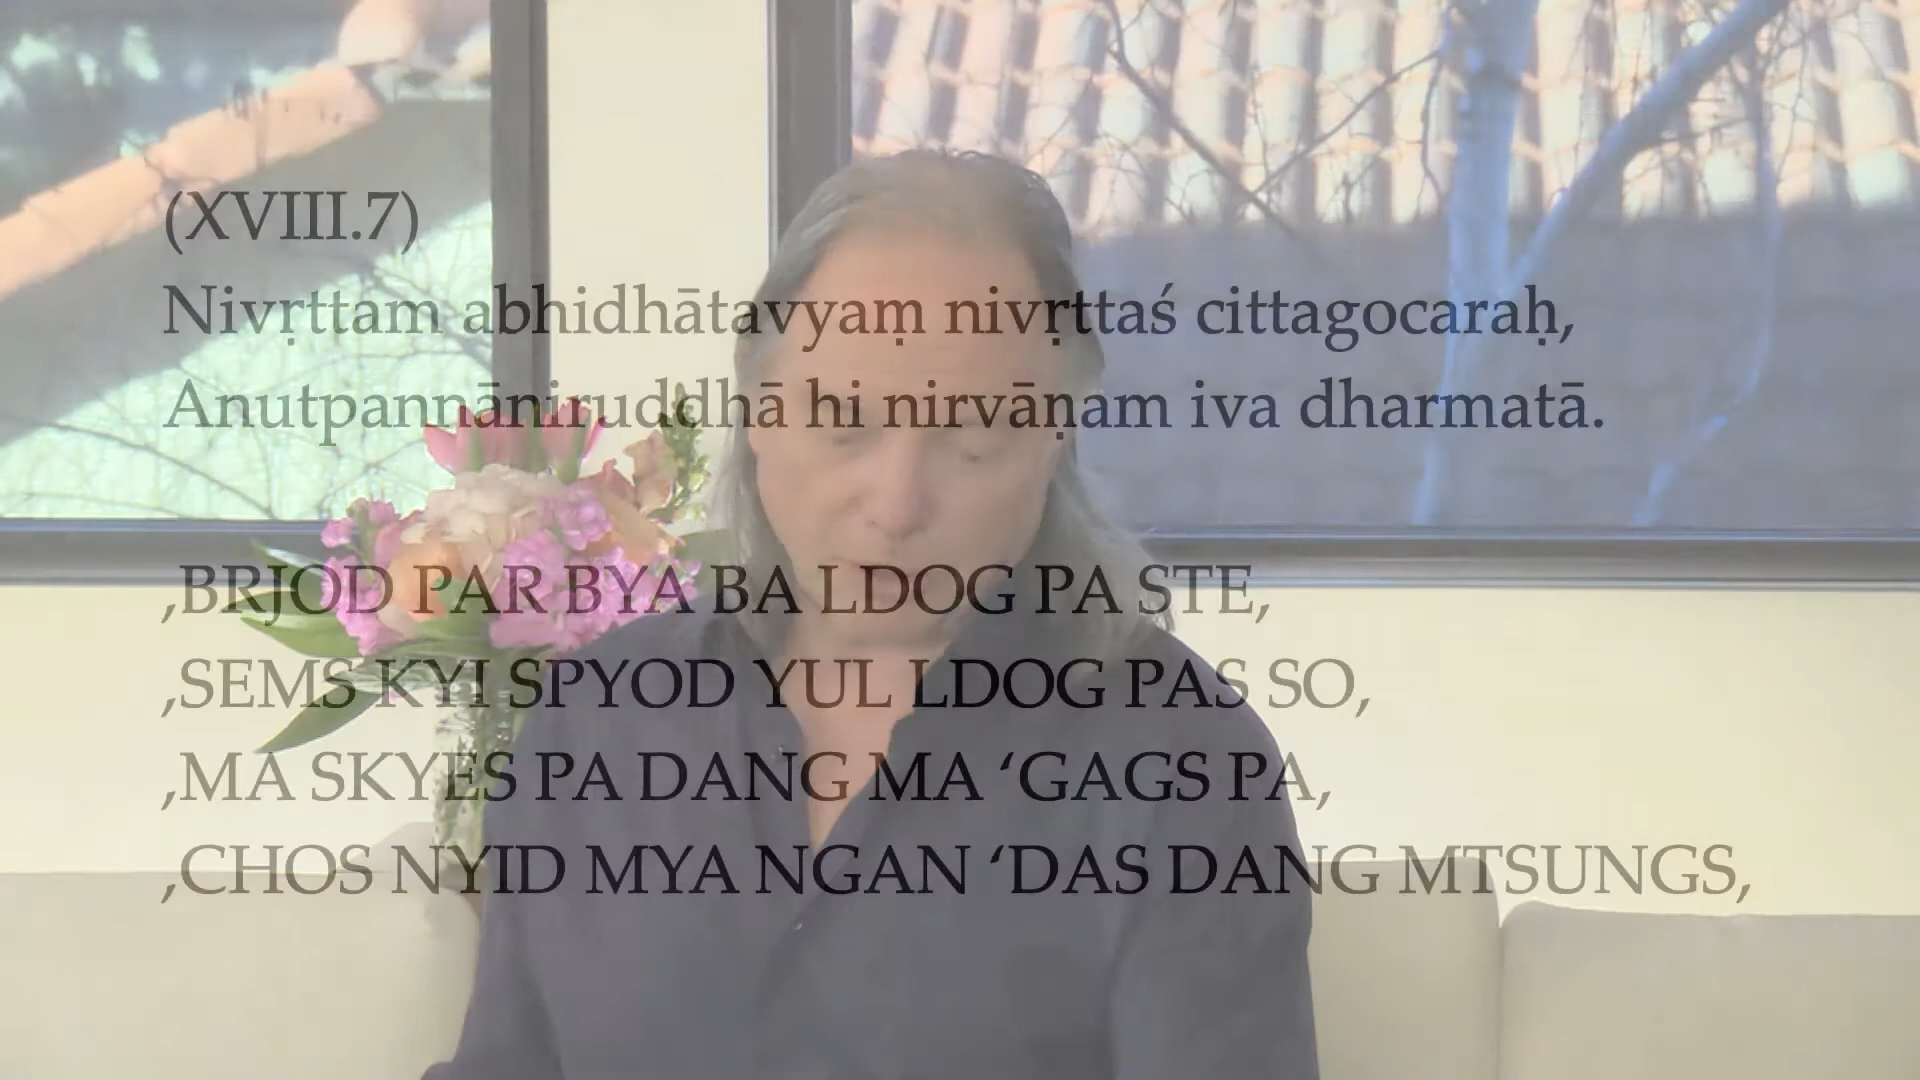 (XVIII.7)
Nivṛttam abhidhātavyaṃ nivṛttaś cittagocaraḥ,
Anutpannāniruddhā hi nirvāṇam iva dharmatā.
,BRJOD PAR BYA BA LDOG PA STE,
,SEMS KYI SPYOD YUL LDOG PAS SO,
,MA SKYES PA DANG MA ‘GAGS PA,
,CHOS NYID MYA NGAN ‘DAS DANG MTSUNGS,